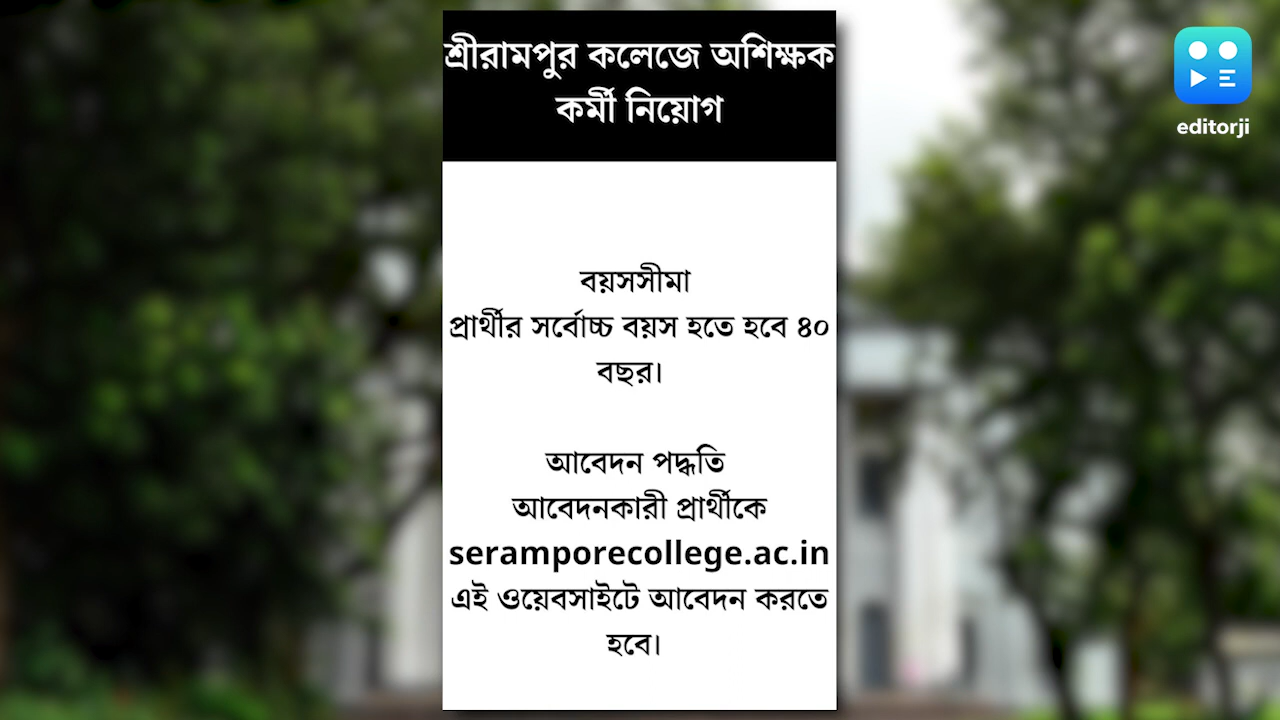 শ্রীরামপুর কলেজে অশিক্ষক
কর্মী নিয়োগ
editorji
বয়সসীমা
প্রার্থীর সর্বোচ্চ বয়স হতে হবে ৪০
বছর।
আবেদন পদ্ধতি
আবেদনকারী প্রার্থীকে
seramporecollege.ac.in
এই ওয়েবসাইটে আবেদন করতে
হবে।